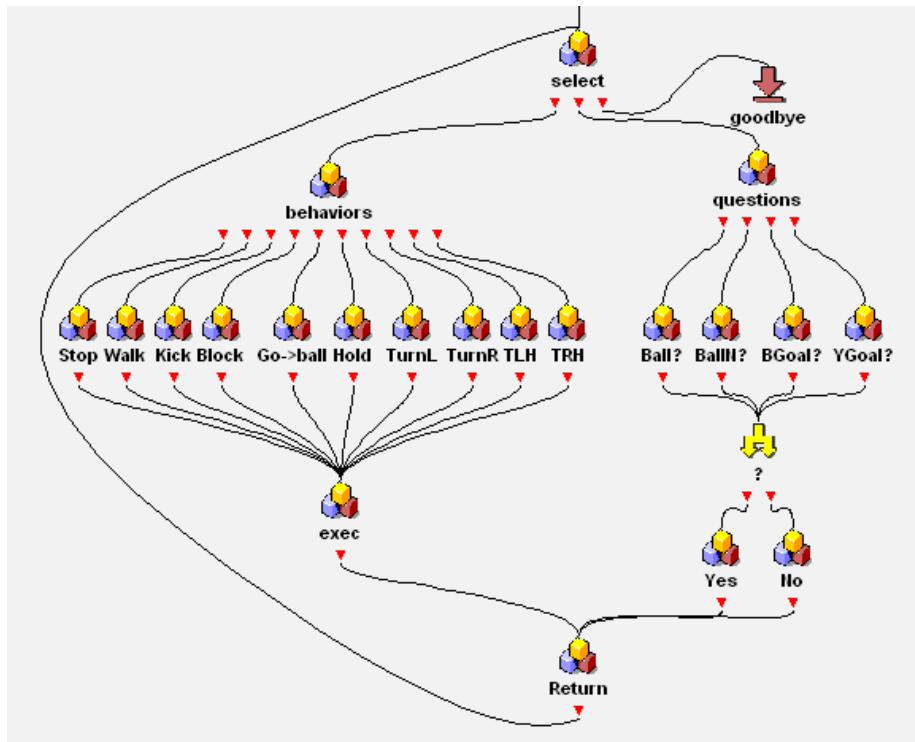 select
goodbye
behaviors
questions
Stop Walk Kick Block Go->ball Hold TurnL TurnR TLH TRH
Ball? BallN? BGoal? YGoal?
?
exec
Yes No
Return